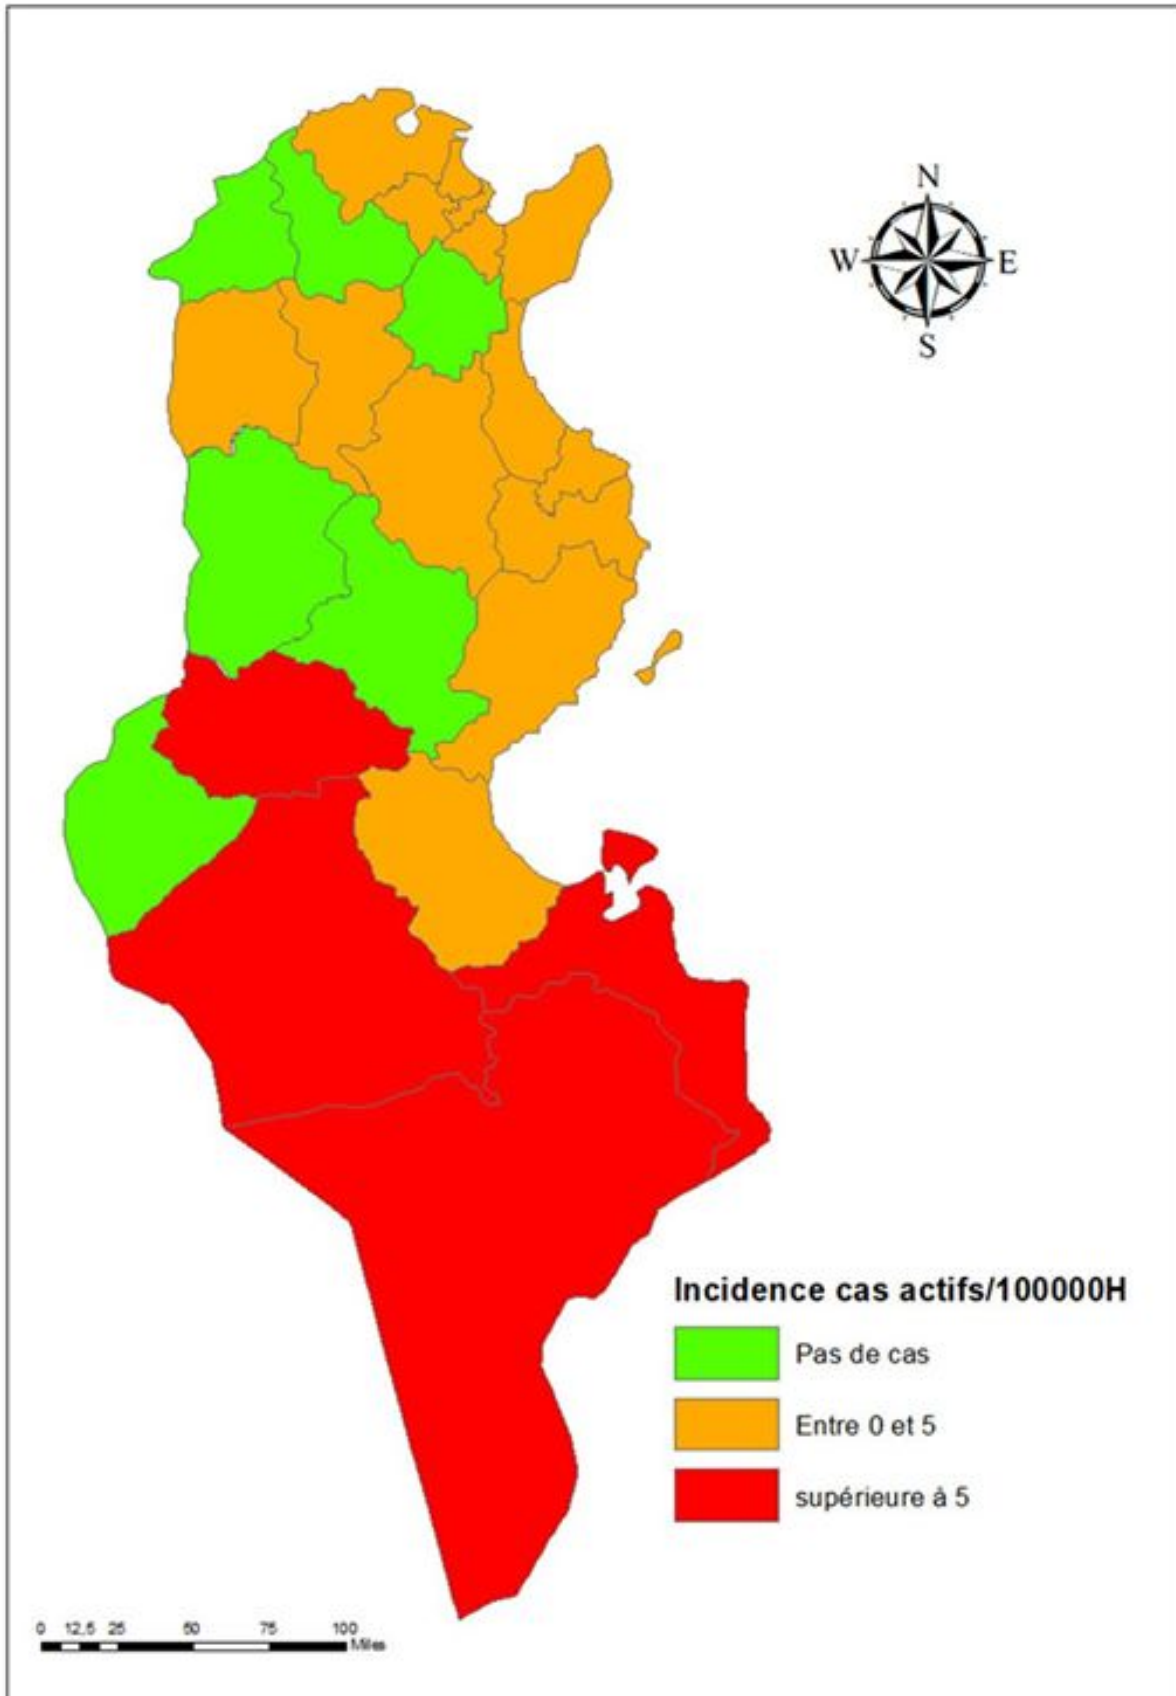 N
W E
S
Incidence cas actifs/100000H
Pas de cas
Entre 0 et 5
supérieure à 5
0 12,5 25 50 75 100
Miles